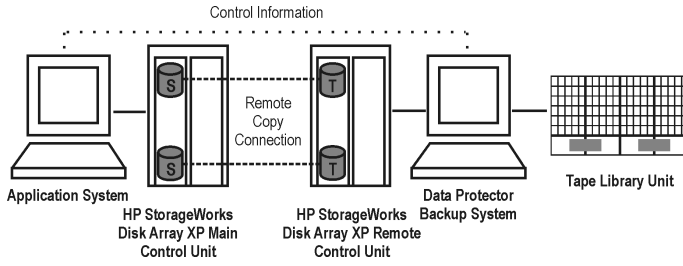 Control Information
S
T
Remote
Copy
Connection
S
T
Application System
HP StorageWorks
Disk Array XP Main
Control Unit
HP StorageWorks
Disk Array XP Remote
Control Unit
Data Protector
Backup System
Tape Library Unit